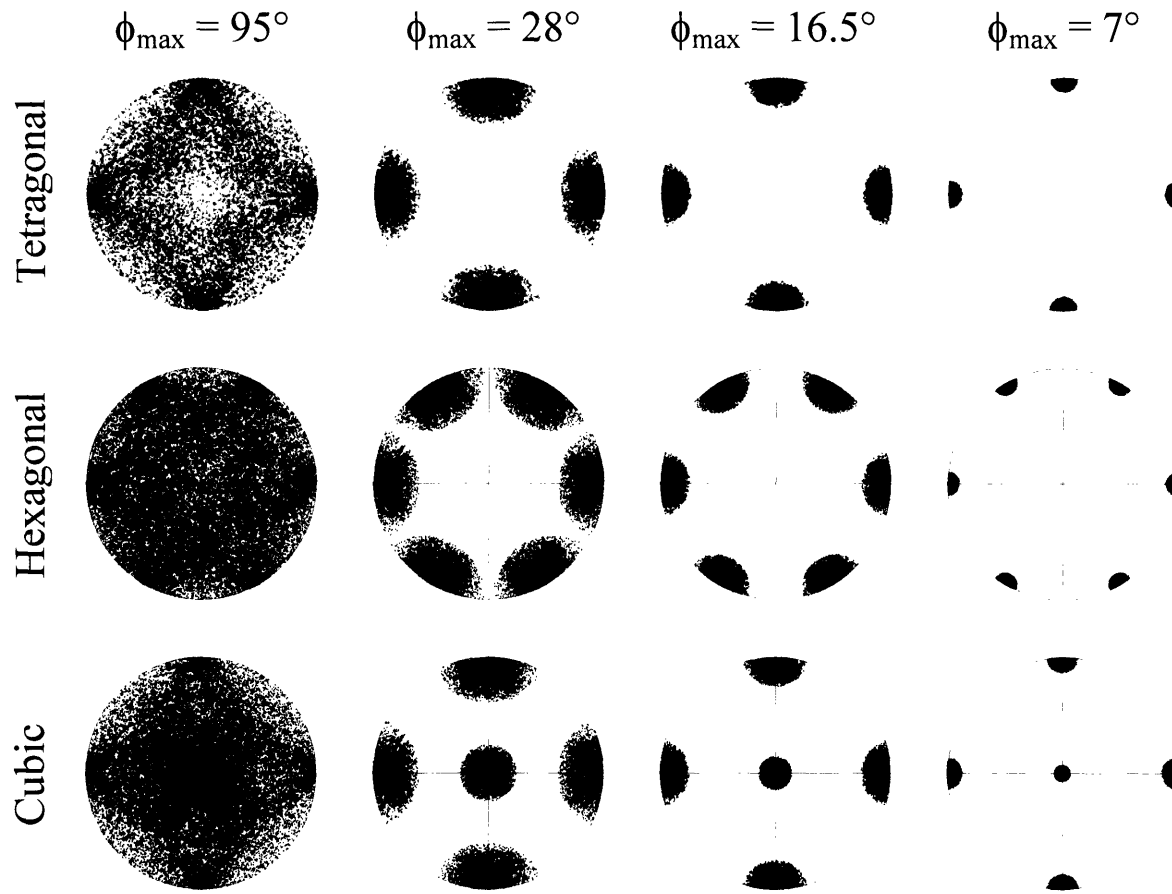 ϕmax = 95° ϕmax = 28° ϕmax = 16.5° ϕmax = 7°
Tetragonal
Hexagonal
Cubic